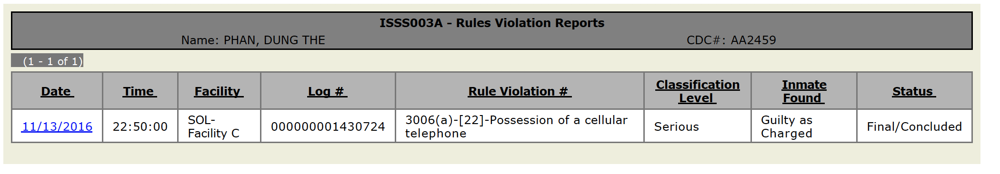 ISSS003A - Rules Violation Reports
Name: PHAN, DUNG THE CDC#: AA2459
(1 - 1 of 1)
Date Time Facility Log # Rule Violation # Classification Level Inmate Found Status
11/13/2016 22:50:00 SOL- Facility C 000000001430724 3006(a)-[22]-Possession of a cellular telephone Serious Guilty as Charged Final/Concluded